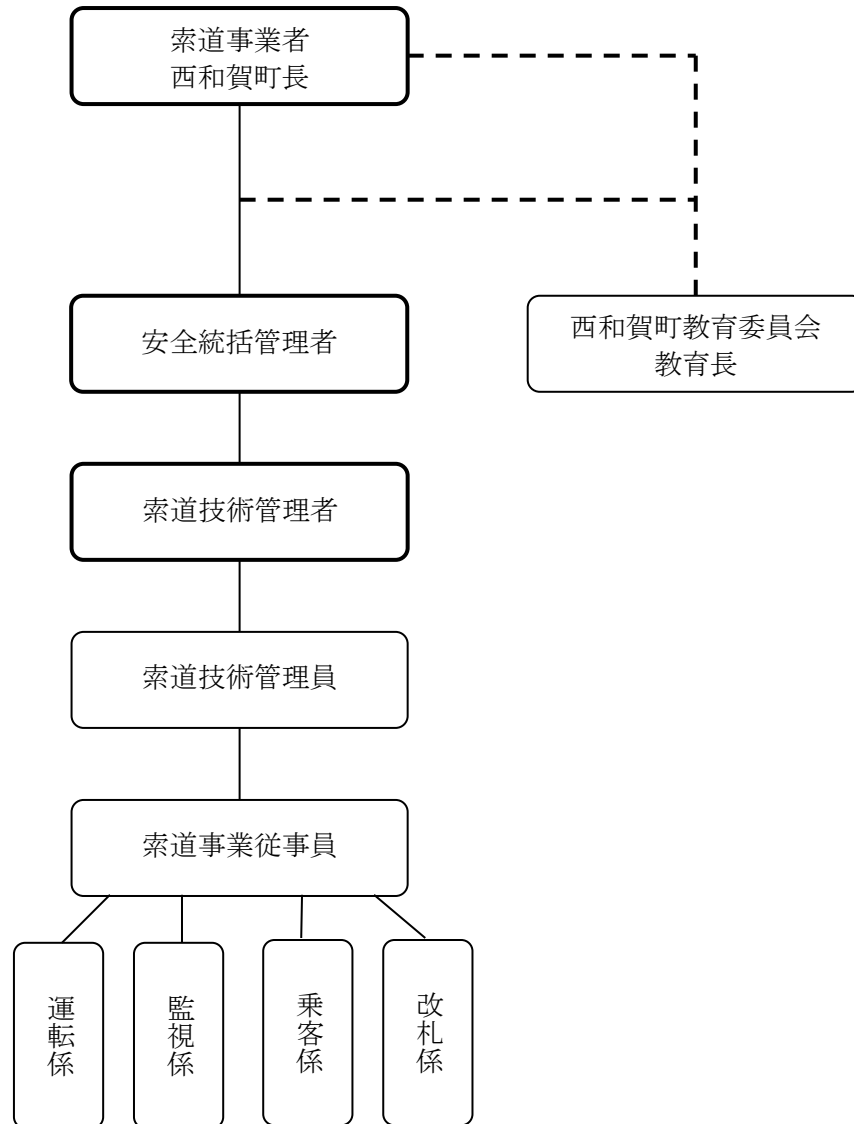 索道事業者
西和賀町長
安全統括管理者
西和賀町教育委員会
教育長
索道技術管理者
索道技術管理員
索道事業従事員
運転係
監視係
乗客係
改札係